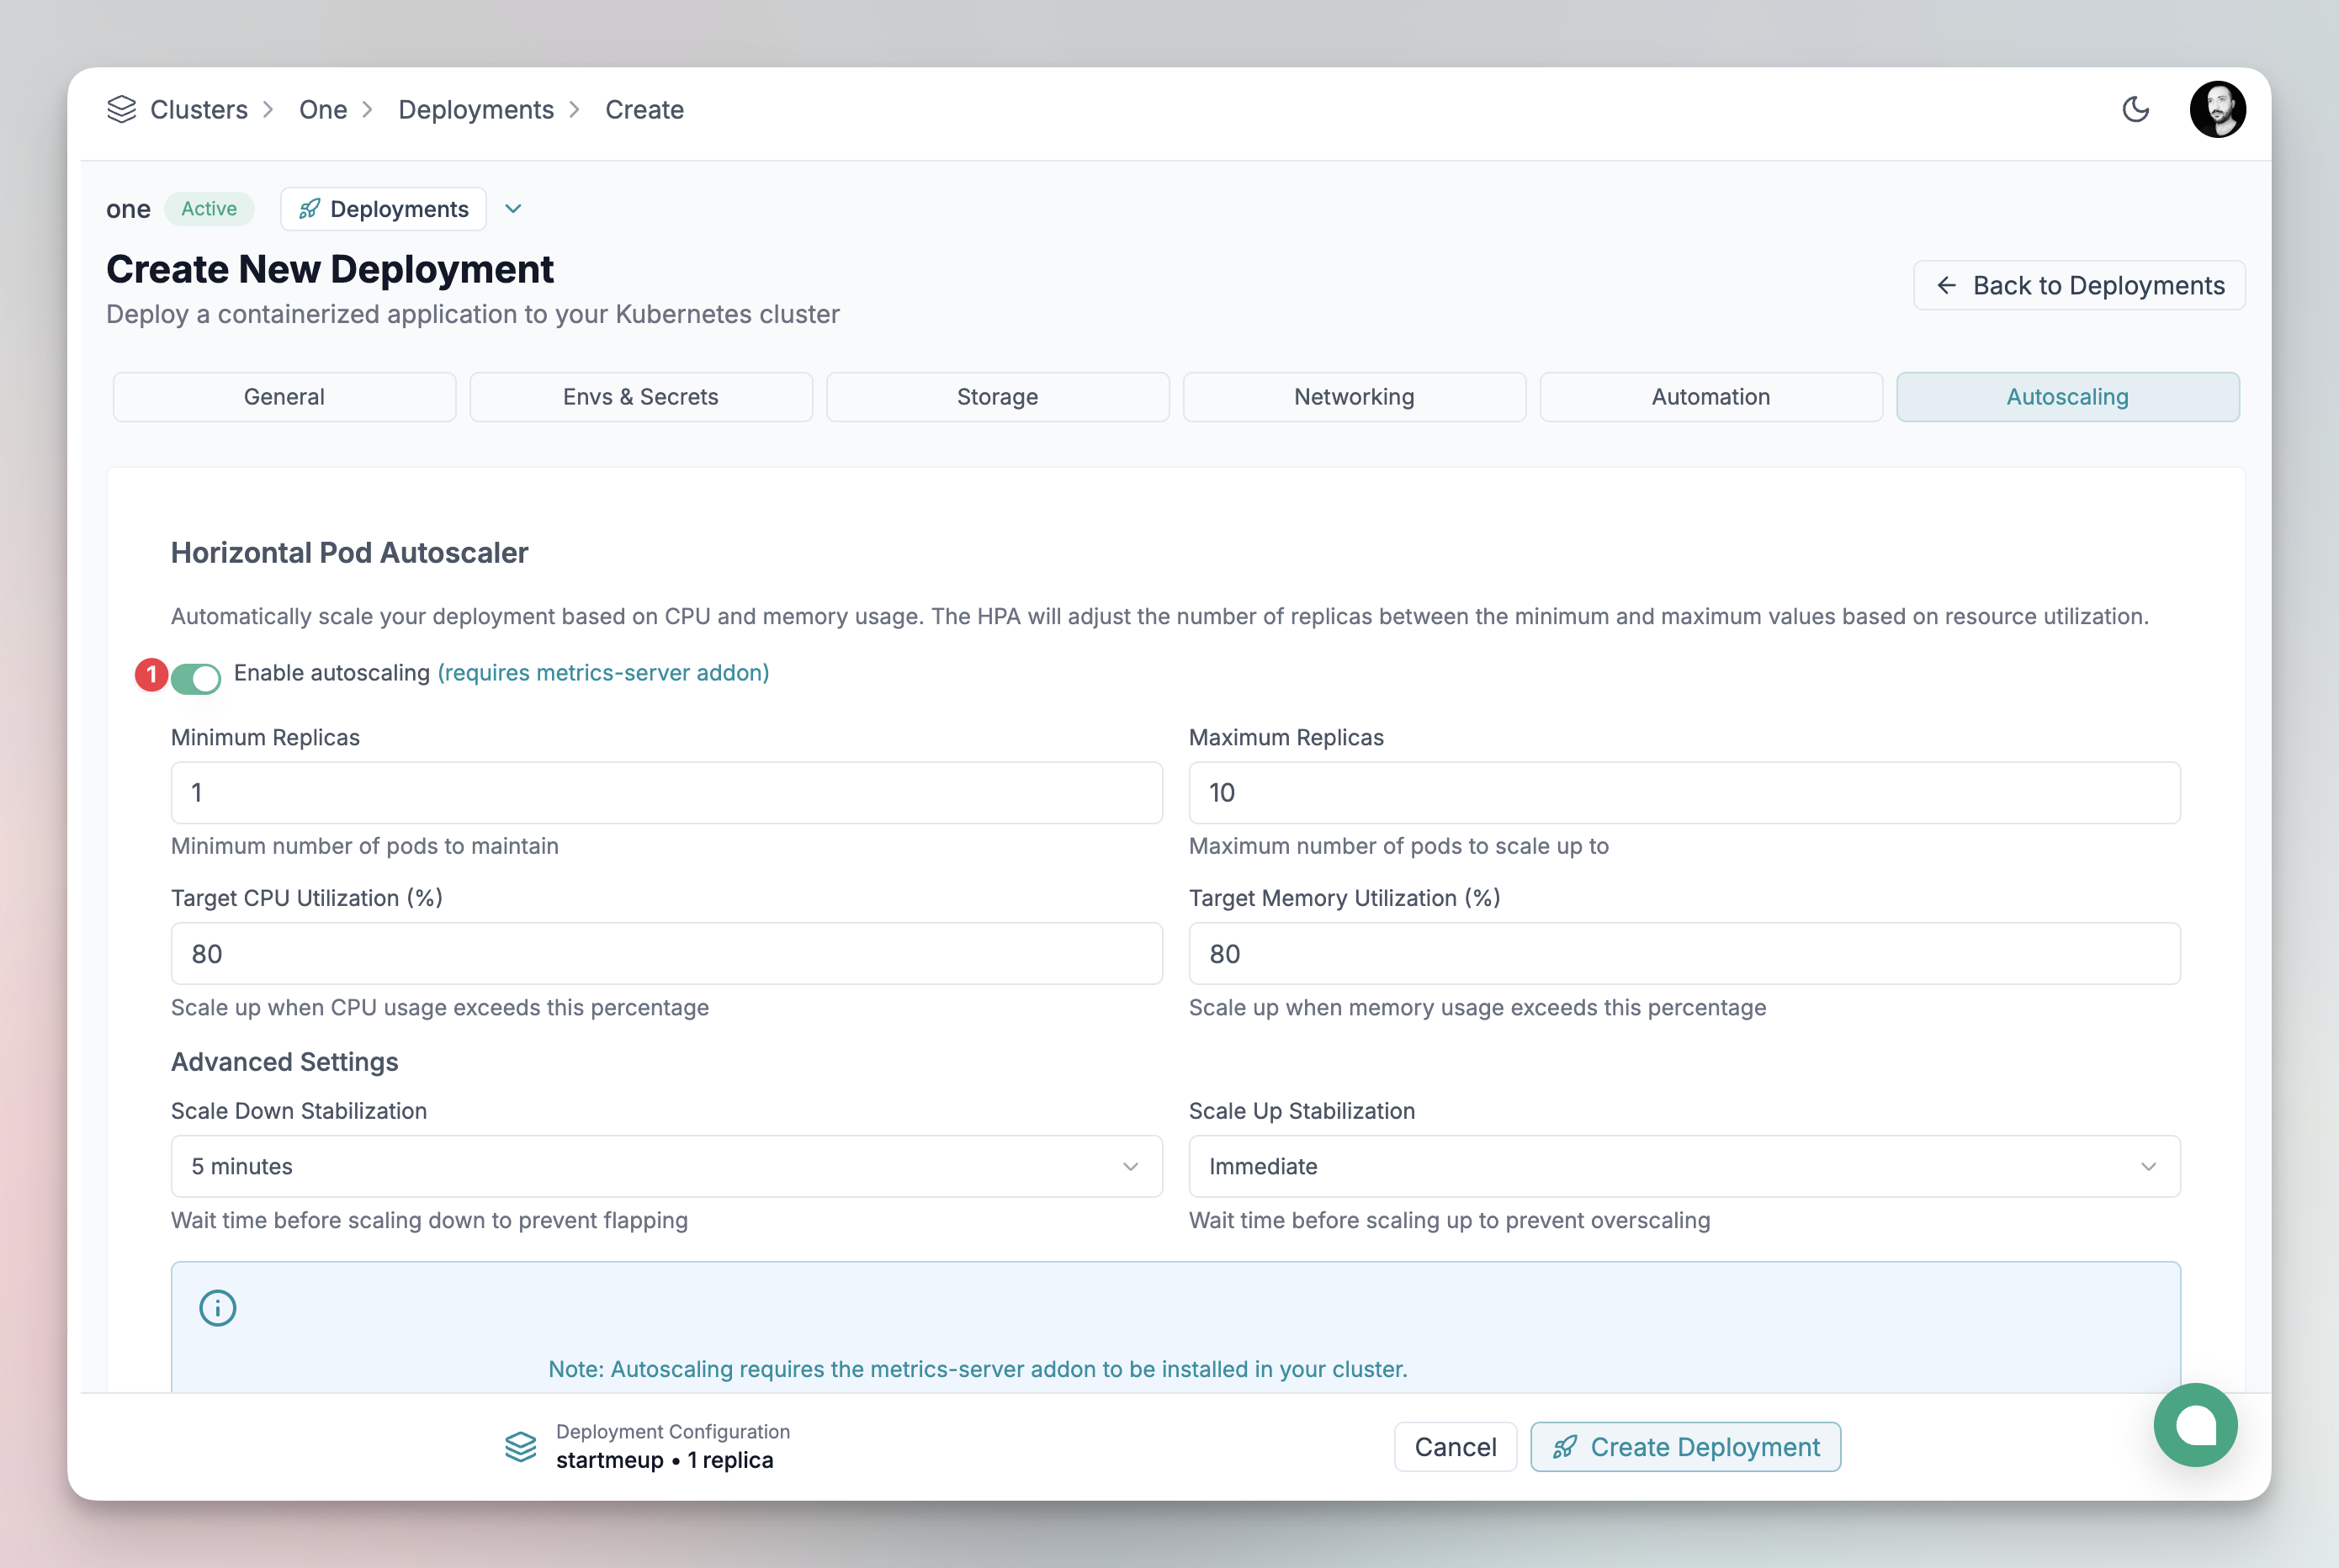 Clusters > One > Deployments > Create
one Active Deployments
Create New Deployment
Deploy a containerized application to your Kubernetes cluster
Back to Deployments
General Envs & Secrets Storage Networking Automation Autoscaling
Horizontal Pod Autoscaler
Automatically scale your deployment based on CPU and memory usage. The HPA will adjust the number of replicas between the minimum and maximum values based on resource utilization.
1 Enable autoscaling (requires metrics-server addon)
Minimum Replicas
1
Minimum number of pods to maintain
Maximum Replicas
10
Maximum number of pods to scale up to
Target CPU Utilization (%)
80
Scale up when CPU usage exceeds this percentage
Target Memory Utilization (%)
80
Scale up when memory usage exceeds this percentage
Advanced Settings
Scale Down Stabilization
5 minutes
Wait time before scaling down to prevent flapping
Scale Up Stabilization
Immediate
Wait time before scaling up to prevent overscaling
Note: Autoscaling requires the metrics-server addon to be installed in your cluster.
Deployment Configuration
startmeup • 1 replica
Cancel
Create Deployment